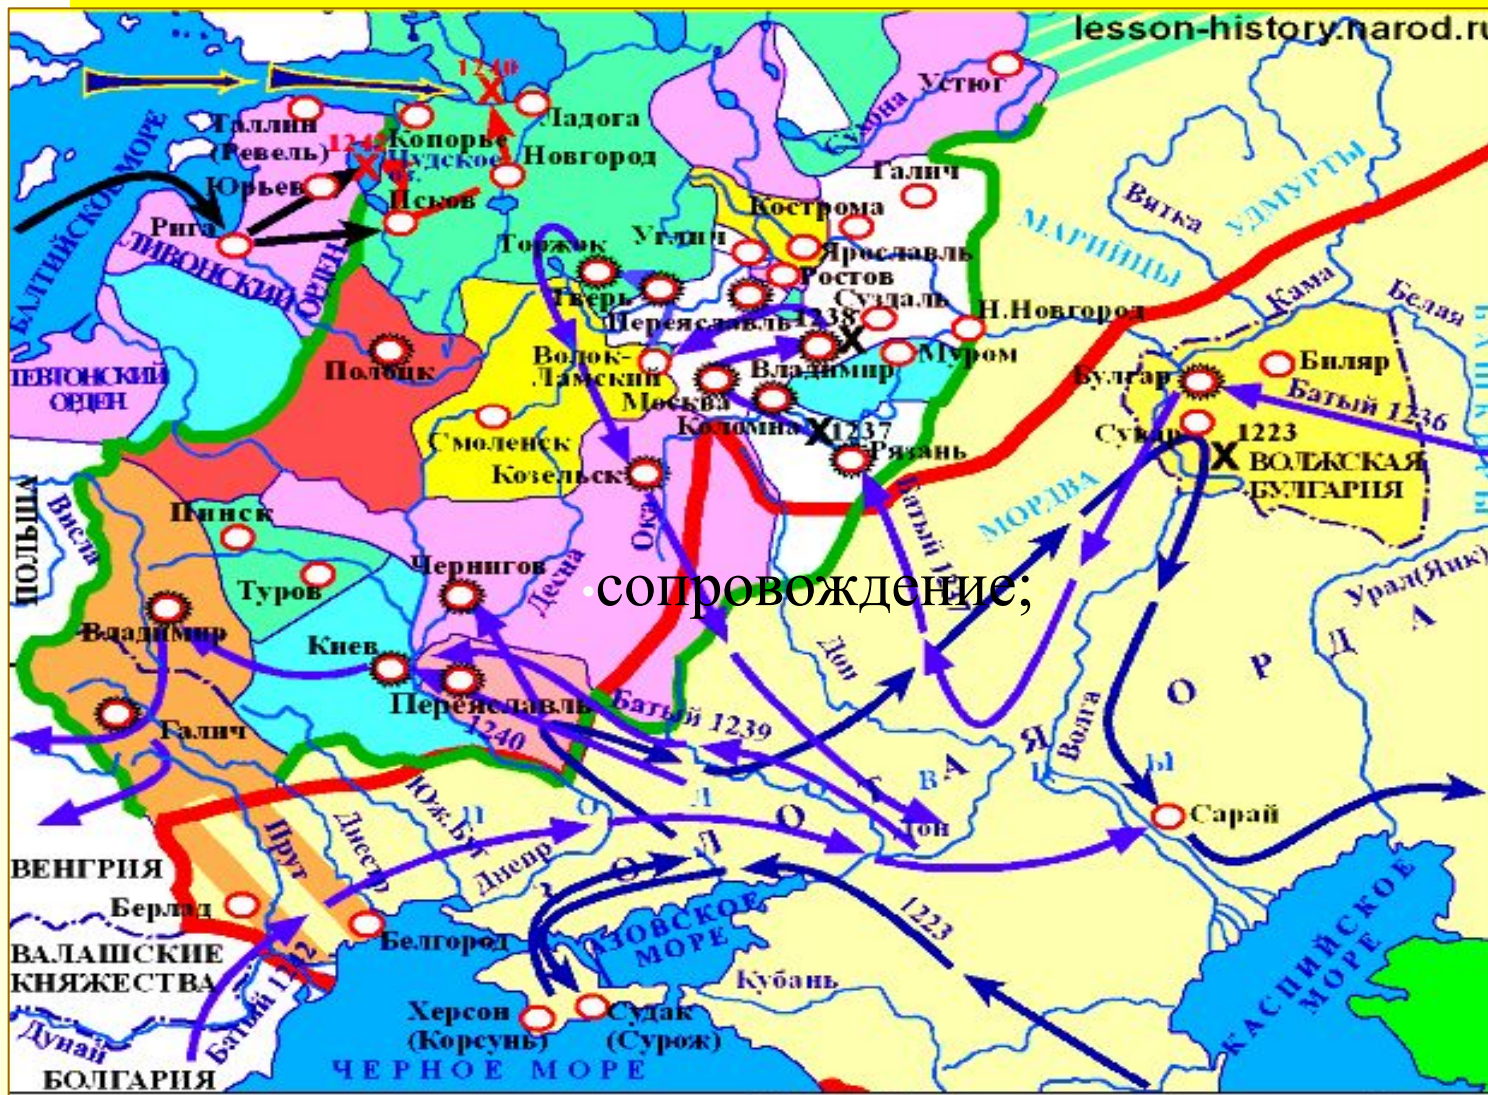 lesson-history.narod.ru
1240
Устюг
Ладога
Таллин
(Ревель)
Копорье
Сухона
Чудское
оз.
Новгород
БАЛТИЙСКОЕ МОРЕ
Юрьев
Псков
Галич
Вятка
УДМУРТЫ
Рига
ЛИВОНСКИЙ
ОРДЕН
Кострома
МАРИЙЦЫ
Торжок
Углич
Ярославль
Ростов
Тверь
Суздаль
Кама
Белая
Переяславль
1238
Н.Новгород
Полоцк
Волок-
Ламский
Владимир
Муром
Булгар
Биляр
ОРДЕН
Москва
Батый 1236
Смоленск
Коломна
1237
Рязань
Сувар
1223
ВОЛЖСКАЯ
БУЛГАРИЯ
Козельск
ПОЛЬША
Висла
Пинск
Ока
МОРДВА
Чернигов
Десна
Туров
сопровождение;
Урал(Яик)
Владимир
Киев
Дон
Переяславль
Батый 1239
Галич
1240
Волга
ЗОЛОТАЯ ОРДА
ПОЛОВЦЫ
Юж.Буг
Днестр
Прут
Днепр
Дон
Сарай
ВЕНГРИЯ
Берлад
1223
Белгород
АЗОВСКОЕ
МОРЕ
ВАЛАШСКИЕ
КНЯЖЕСТВА
Батый 1242
Кубань
КАСПИЙСКОЕ
МОРЕ
Херсон
(Корсунь)
Судак
(Сурож)
Дунай
БОЛГАРИЯ
ЧЕРНОЕ МОРЕ